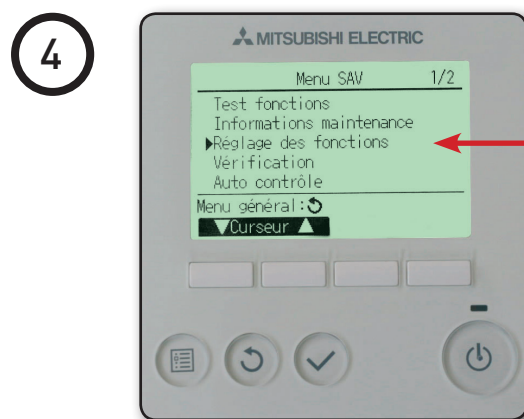 4
MITSUBISHI ELECTRIC
Menu SAV 1/2
Test fonctions
Informations maintenance
Réglage des fonctions
Vérification
Auto contrôle
Menu général:
Curseur